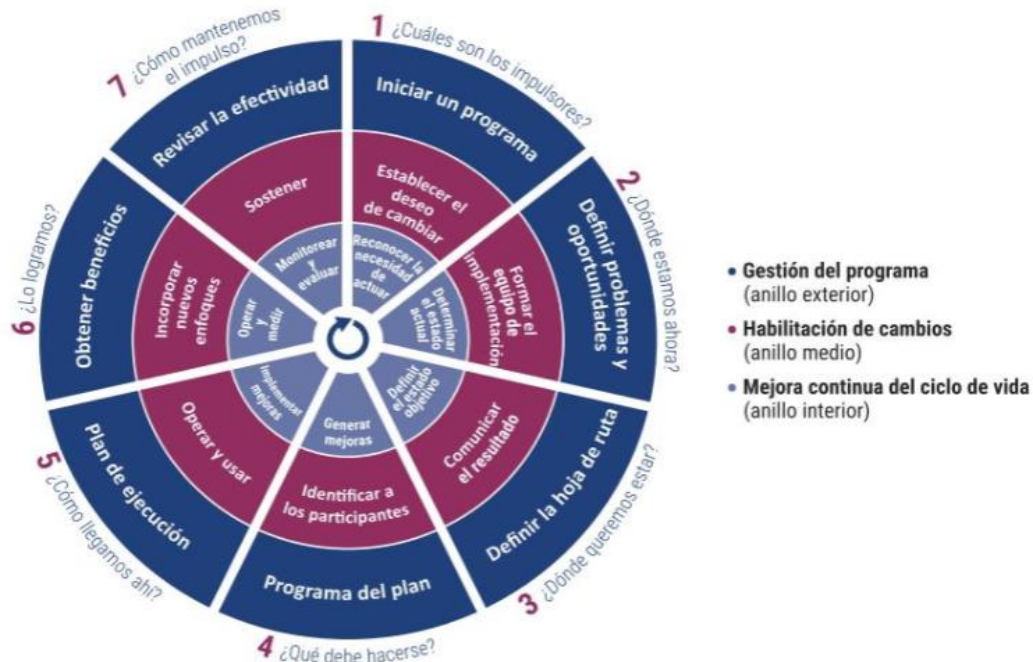 1 ¿Cuáles son los impulsores?
Iniciar un programa
Establecer el
deseo
de cambiar
Reconocer la
necesidad
de
actuar
2 ¿Dónde estamos ahora?
Definir problemas y
oportunidades
Formar el
equipo de
implementación
Determinar
el estado
actual
3 ¿Dónde queremos estar?
Definir la hoja de ruta
Comunicar
el resultado
Definir
el estado
objetivo
4 ¿Qué debe hacerse?
Programa del plan
Identificar a
los participantes
Generar
mejoras
5 ¿Cómo llegamos ahí?
Plan de ejecución
Operar y usar
Implementar
mejoras
6 ¿Lo logramos?
Obtener beneficios
Incorporar
nuevos
enfoques
Operar
y
medir
7 ¿Cómo mantenemos
el impulso?
Revisar la efectividad
Sostener
Monitorear
y
evaluar
• Gestión del programa
(anillo exterior)
• Habilitación de cambios
(anillo medio)
• Mejora continua del ciclo de vida
(anillo interior)